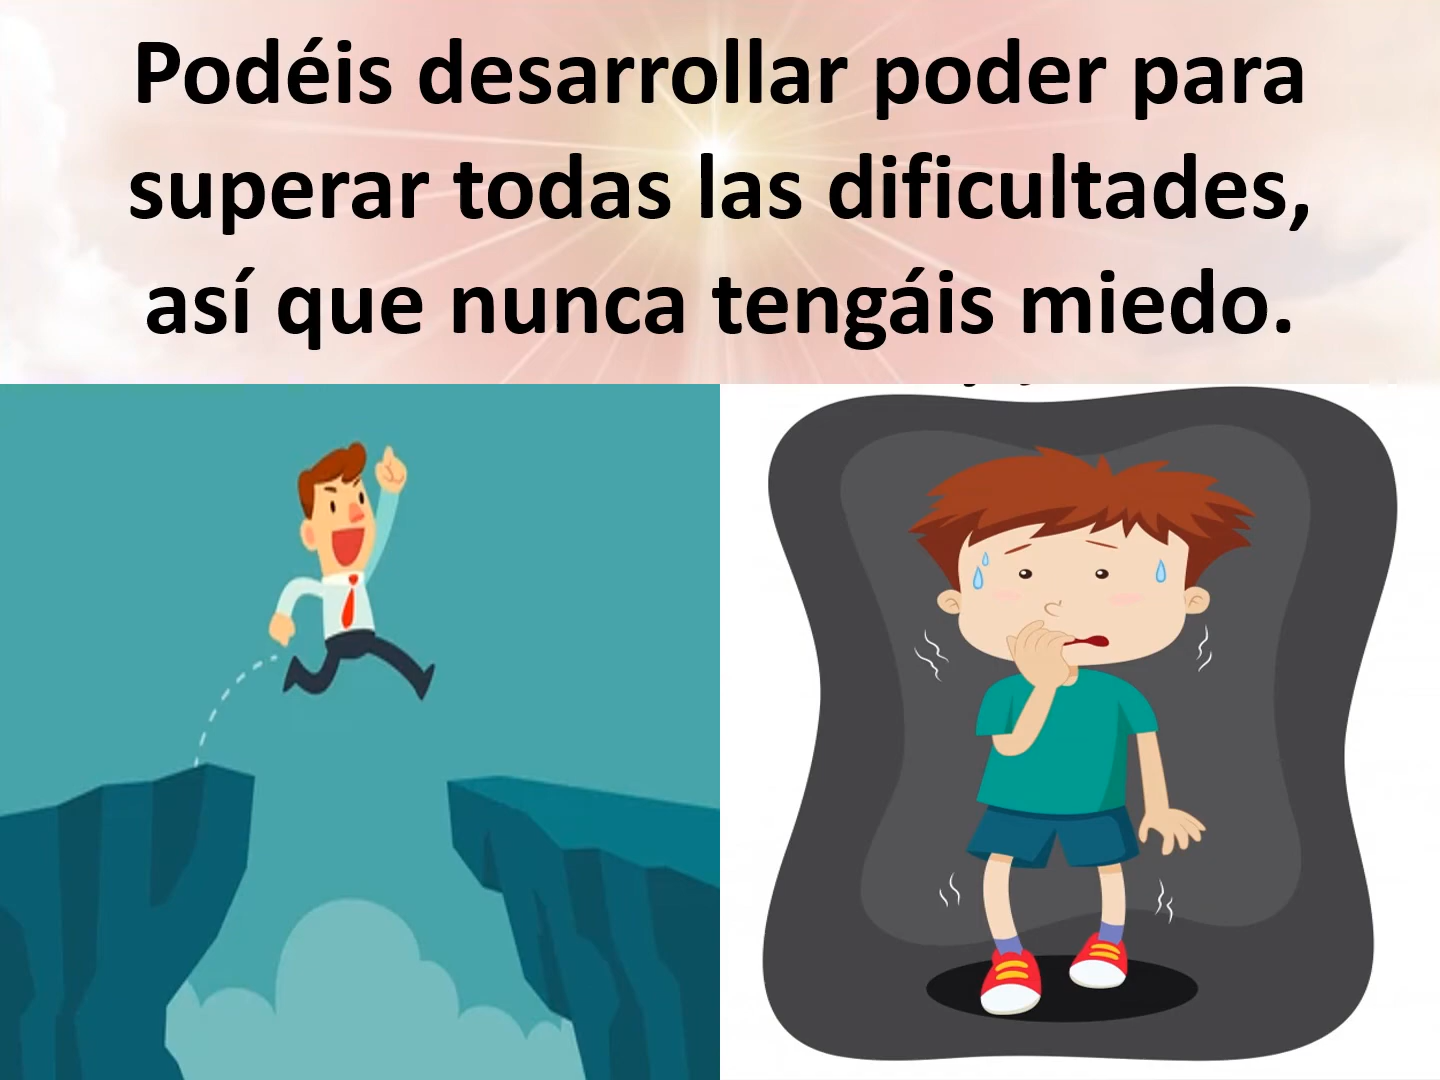 Podéis desarrollar poder para
superar todas las dificultades,
así que nunca tengáis miedo.